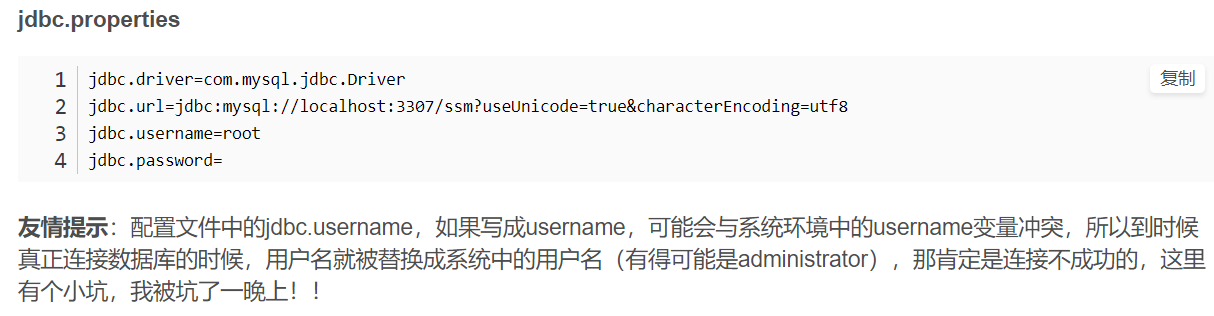 jdbc.properties
复制
1 jdbc.driver=com.mysql.jdbc.Driver
2 jdbc.url=jdbc:mysql://localhost:3307/ssm?useUnicode=true&characterEncoding=utf8
3 jdbc.username=root
4 jdbc.password=
友情提示：配置文件中的jdbc.username，如果写成username，可能会与系统环境中的username变量冲突，所以到时候
真正连接数据库的时候，用户名就被替换成系统中的用户名（有得可能是administrator），那肯定是连接不成功的，这里
有个小坑，我被坑了一晚上！！